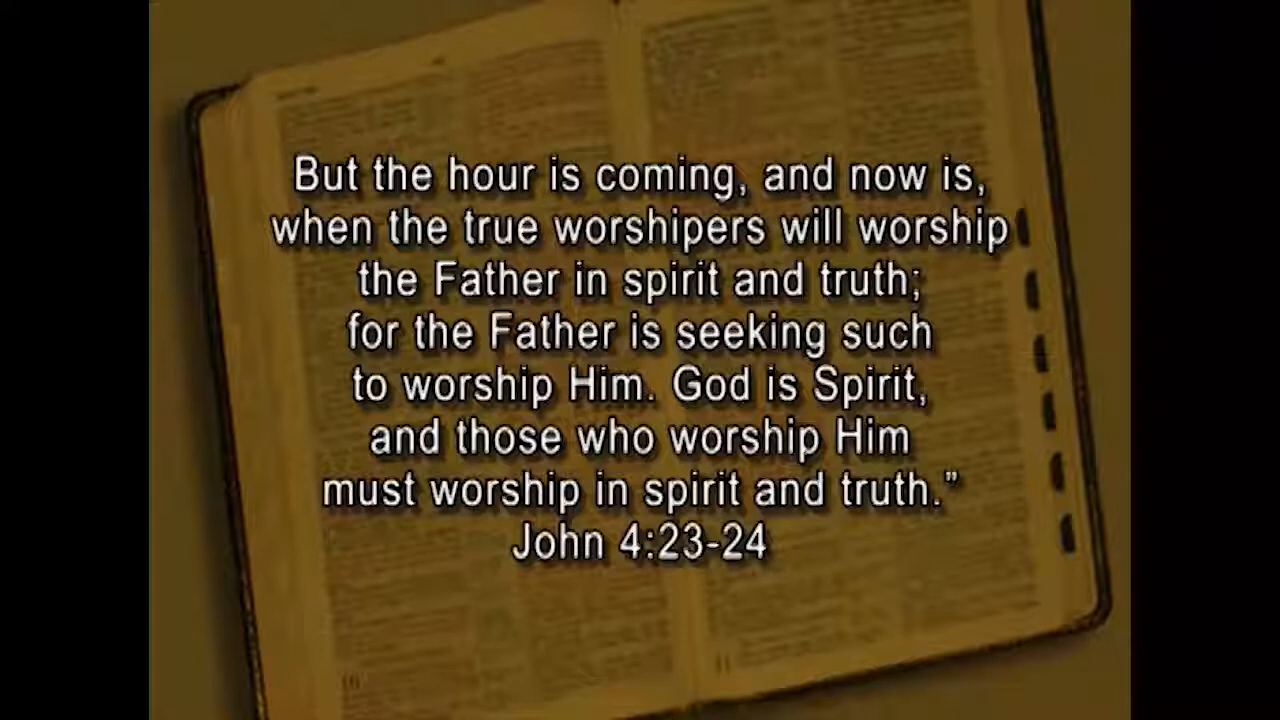 But the hour is coming, and now is,
when the true worshipers will worship
the Father in spirit and truth;
for the Father is seeking such
to worship Him. God is Spirit,
and those who worship Him
must worship in spirit and truth.”
John 4:23-24